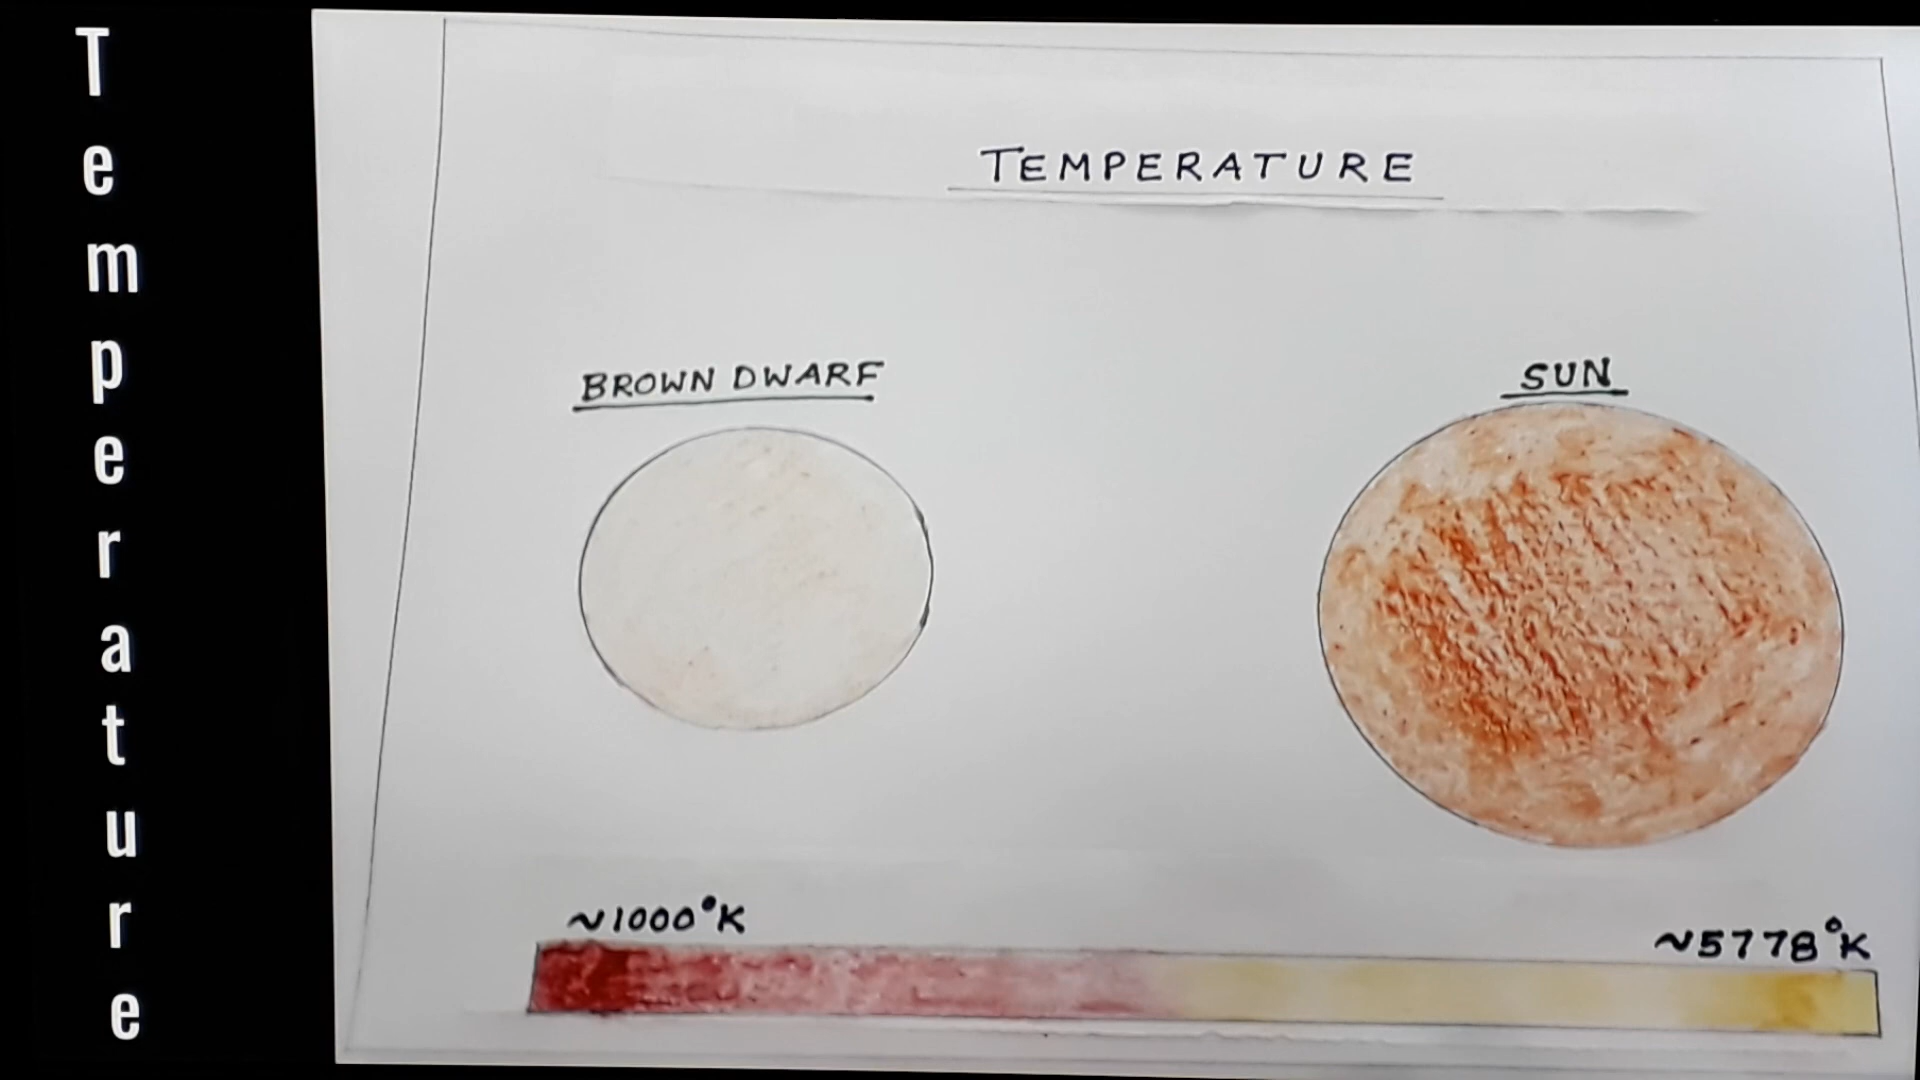 Temperature
TEMPERATURE
BROWN DWARF
SUN
~1000°K
~5778°K